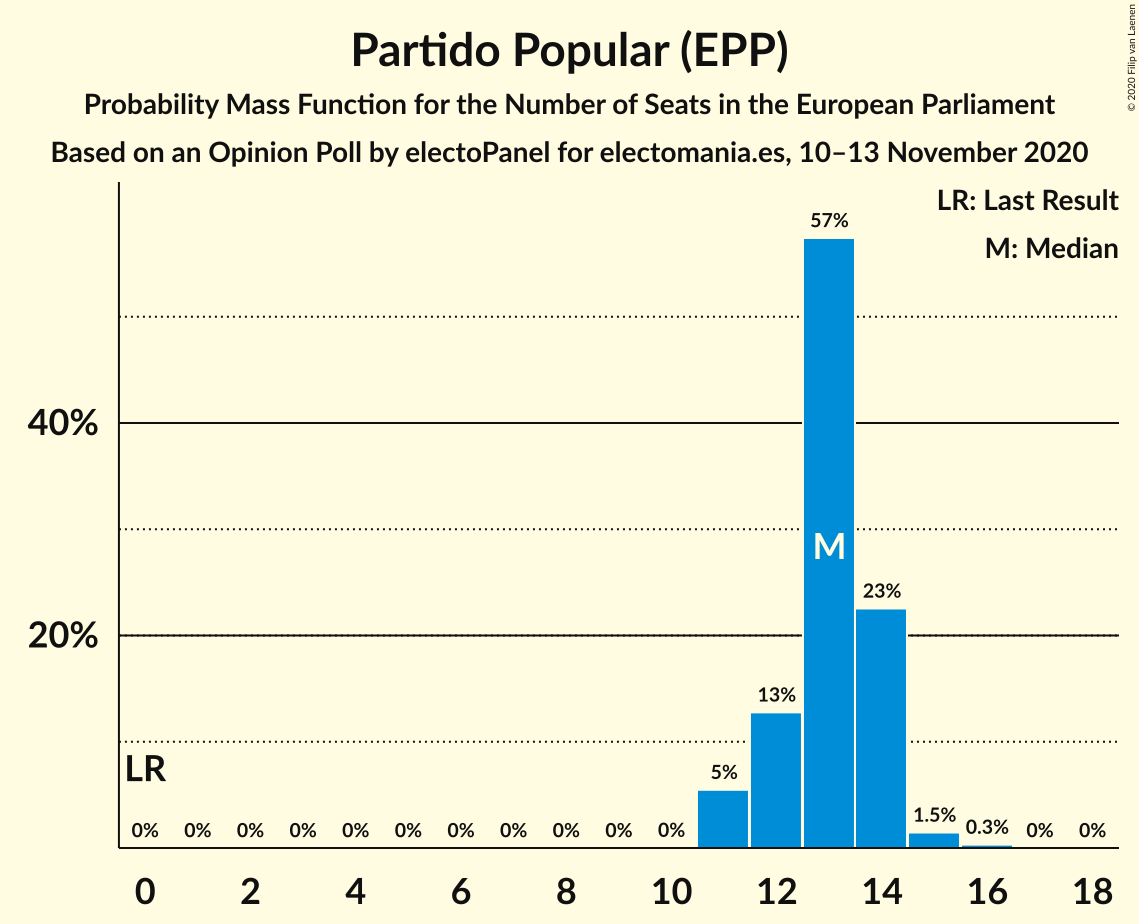 Partido Popular (EPP)
Probability Mass Function for the Number of Seats in the European Parliament
Based on an Opinion Poll by electoPanel for electomania.es, 10–13 November 2020
© 2020 Filip van Laenen
LR: Last Result
M: Median
57%
40%
M
23%
20%
13%
LR
5%
0% 0% 0% 0% 0% 0% 0% 0% 0% 0% 0% 1.5% 0.3% 0% 0%
0 2 4 6 8 10 12 14 16 18